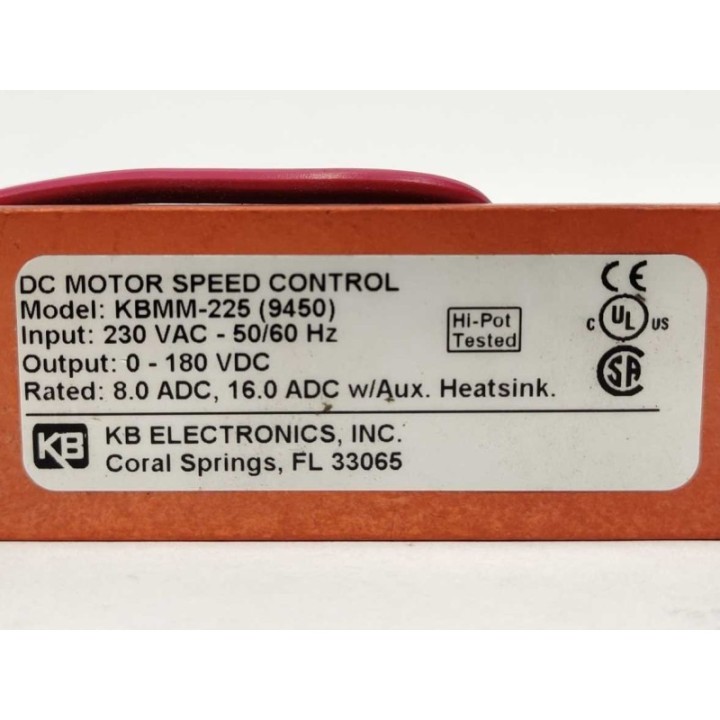 DC MOTOR SPEED CONTROL
Model: KBMM-225 (9450)
Input: 230 VAC - 50/60 Hz
Output: 0 - 180 VDC
Rated: 8.0 ADC, 16.0 ADC w/Aux. Heatsink.
Hi-Pot
Tested
CE
C UL US
SA
KB
KB ELECTRONICS, INC.
Coral Springs, FL 33065